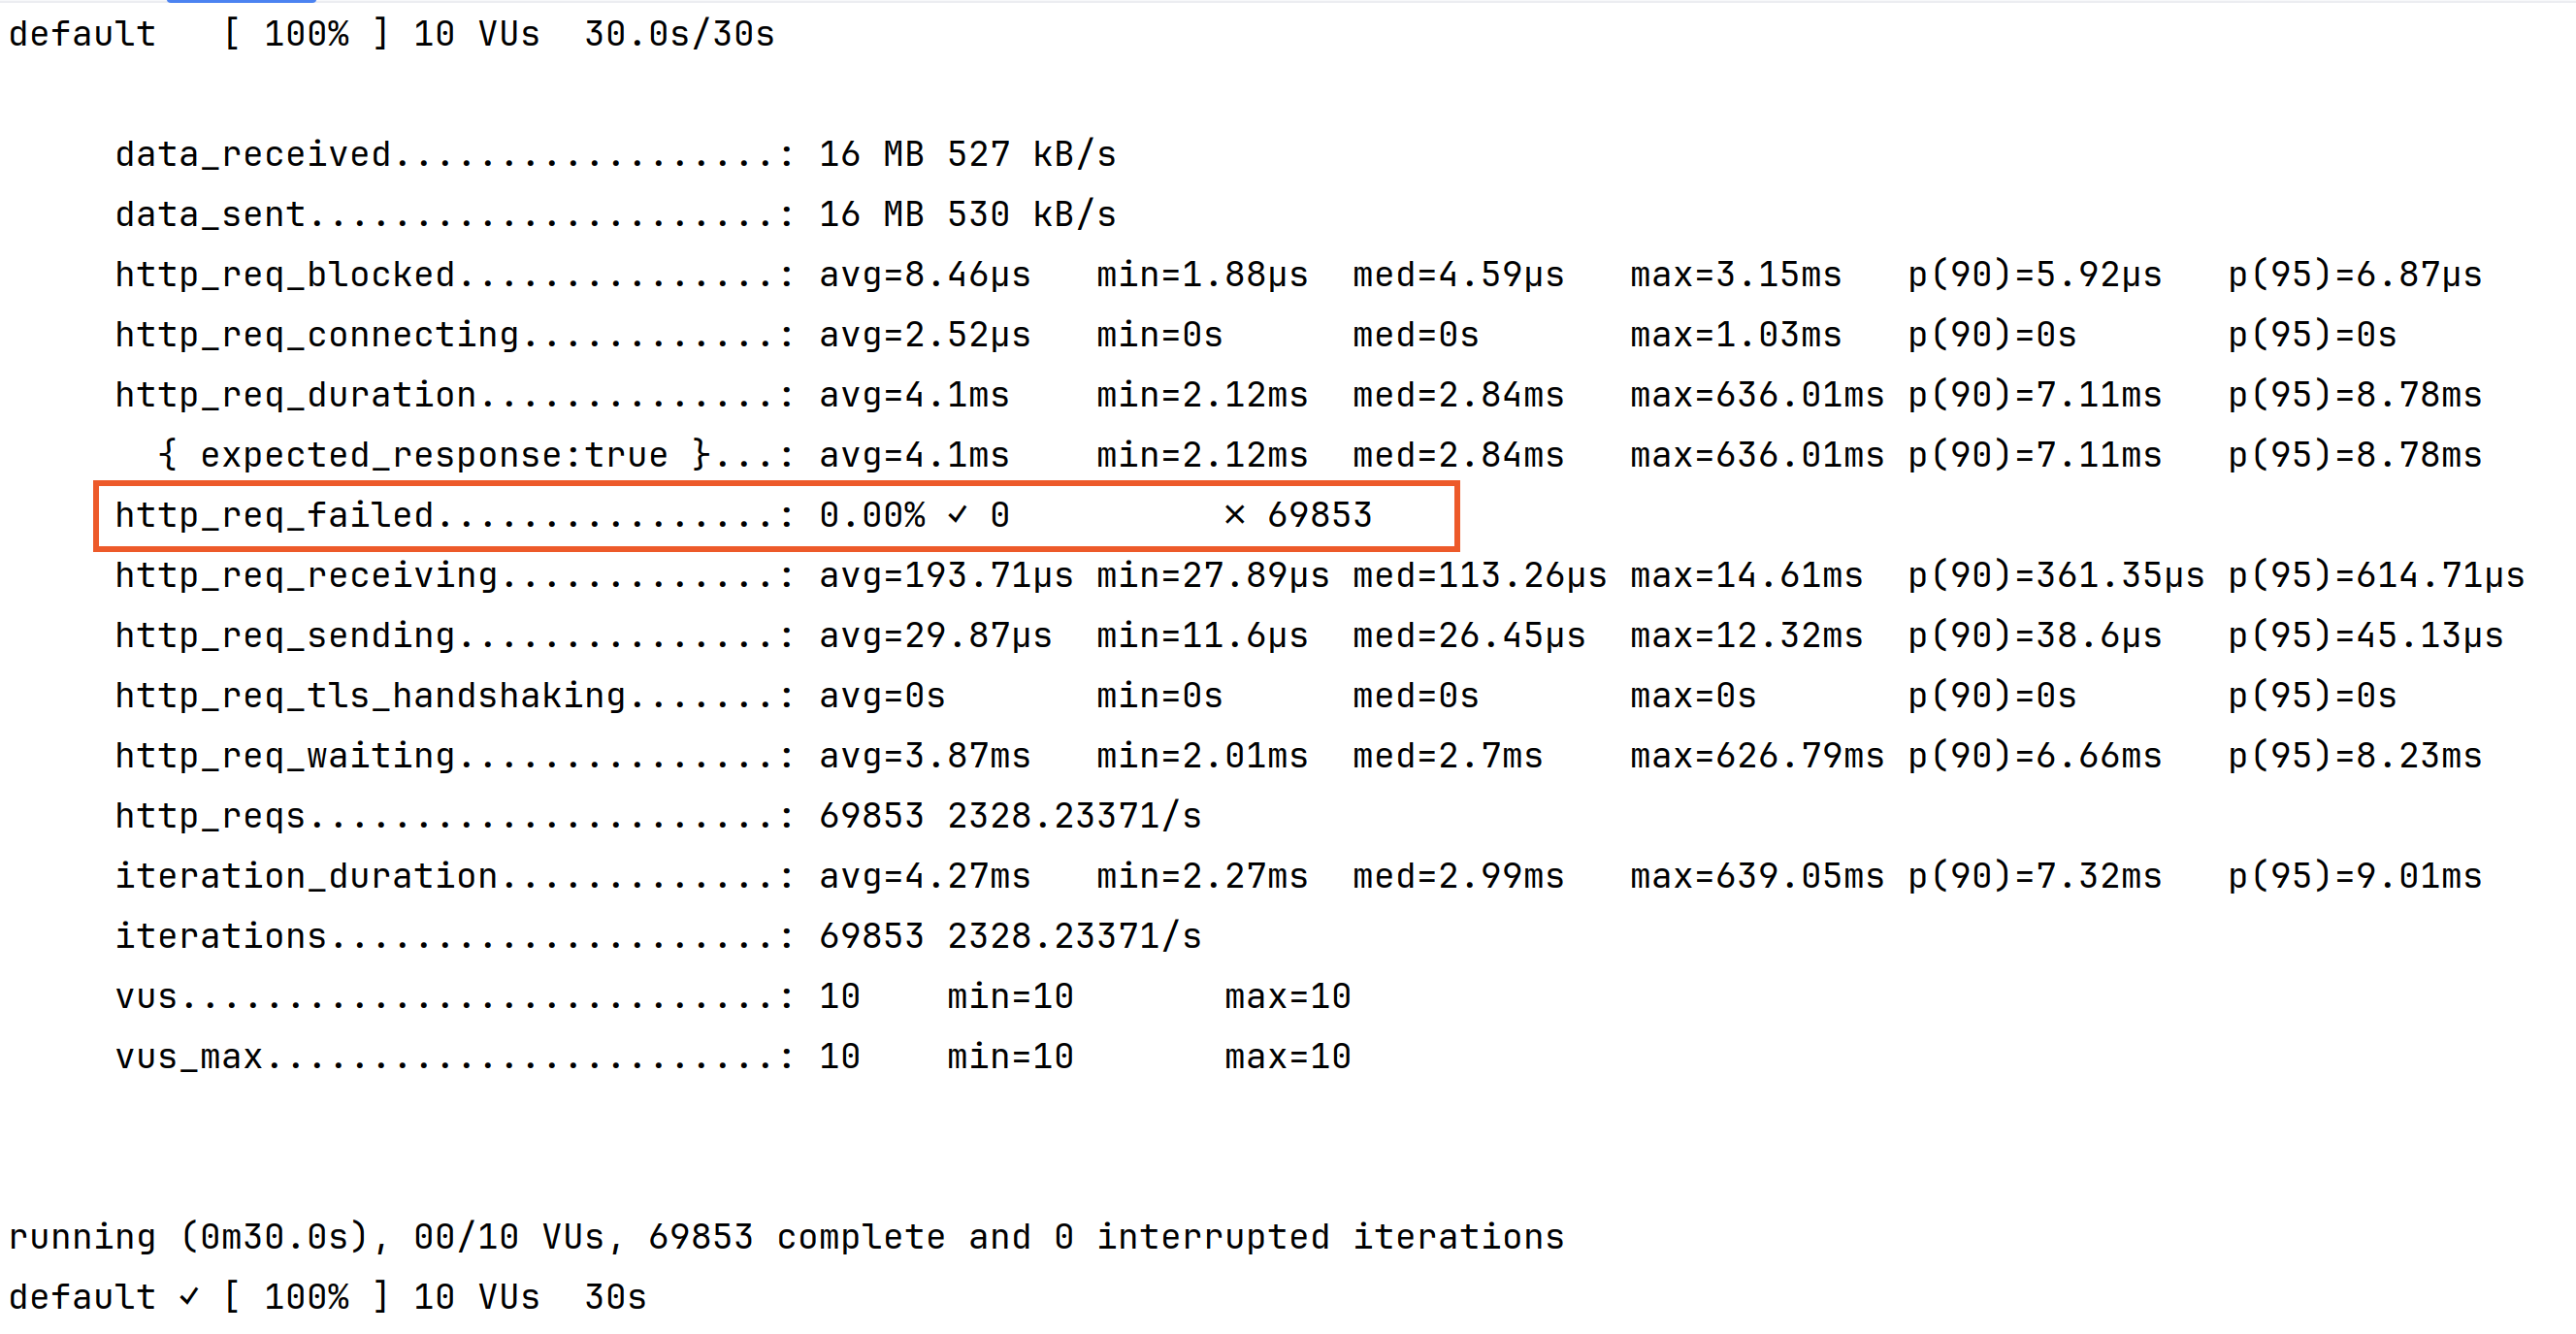 default   [ 100% ] 10 VUs  30.0s/30s
data_received..................: 16 MB 527 kB/s
data_sent......................: 16 MB 530 kB/s
http_req_blocked...............: avg=8.46µs   min=1.88µs  med=4.59µs   max=3.15ms   p(90)=5.92µs   p(95)=6.87µs
http_req_connecting............: avg=2.52µs   min=0s      med=0s       max=1.03ms   p(90)=0s       p(95)=0s
http_req_duration..............: avg=4.1ms    min=2.12ms  med=2.84ms   max=636.01ms p(90)=7.11ms   p(95)=8.78ms
{ expected_response:true }...: avg=4.1ms    min=2.12ms  med=2.84ms   max=636.01ms p(90)=7.11ms   p(95)=8.78ms
http_req_failed................: 0.00% ✓ 0          ✗ 69853
http_req_receiving.............: avg=193.71µs min=27.89µs med=113.26µs max=14.61ms  p(90)=361.35µs p(95)=614.71µs
http_req_sending...............: avg=29.87µs  min=11.6µs  med=26.45µs  max=12.32ms  p(90)=38.6µs   p(95)=45.13µs
http_req_tls_handshaking.......: avg=0s       min=0s      med=0s       max=0s       p(90)=0s       p(95)=0s
http_req_waiting...............: avg=3.87ms   min=2.01ms  med=2.7ms    max=626.79ms p(90)=6.66ms   p(95)=8.23ms
http_reqs......................: 69853 2328.23371/s
iteration_duration.............: avg=4.27ms   min=2.27ms  med=2.99ms   max=639.05ms p(90)=7.32ms   p(95)=9.01ms
iterations.....................: 69853 2328.23371/s
vus............................: 10    min=10       max=10
vus_max........................: 10    min=10       max=10
running (0m30.0s), 00/10 VUs, 69853 complete and 0 interrupted iterations
default ✓ [ 100% ] 10 VUs  30s